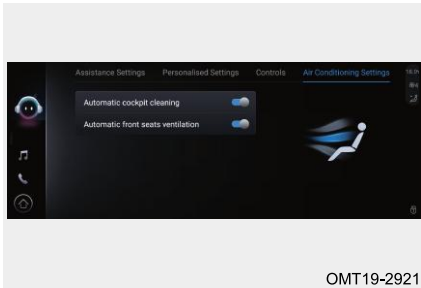 Assistance Settings Personalised Settings Controls Air Conditioning Settings
Automatic cockpit cleaning
Automatic front seats ventilation
OMT19-2921